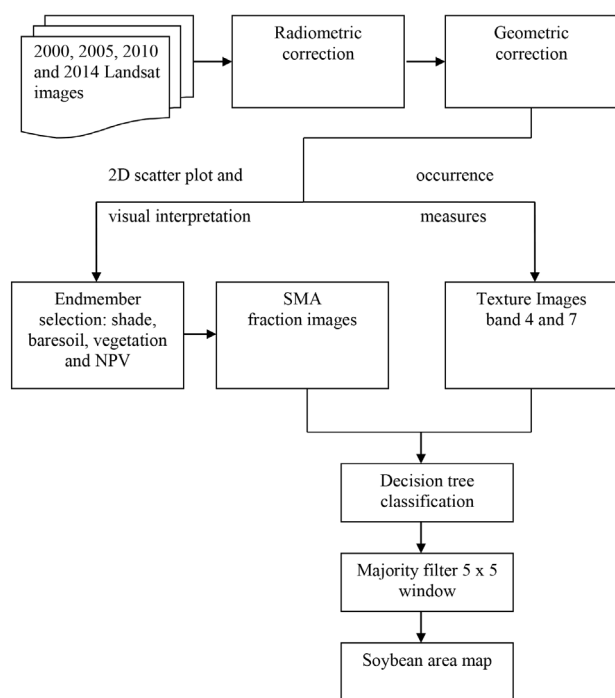 2000, 2005, 2010
and 2014 Landsat
images
Radiometric
correction
Geometric
correction
2D scatter plot and
visual interpretation
occurrence
measures
Endmember
selection: shade,
baresoil, vegetation
and NPV
SMA
fraction images
Texture Images
band 4 and 7
Decision tree
classification
Majority filter 5 x 5
window
Soybean area map